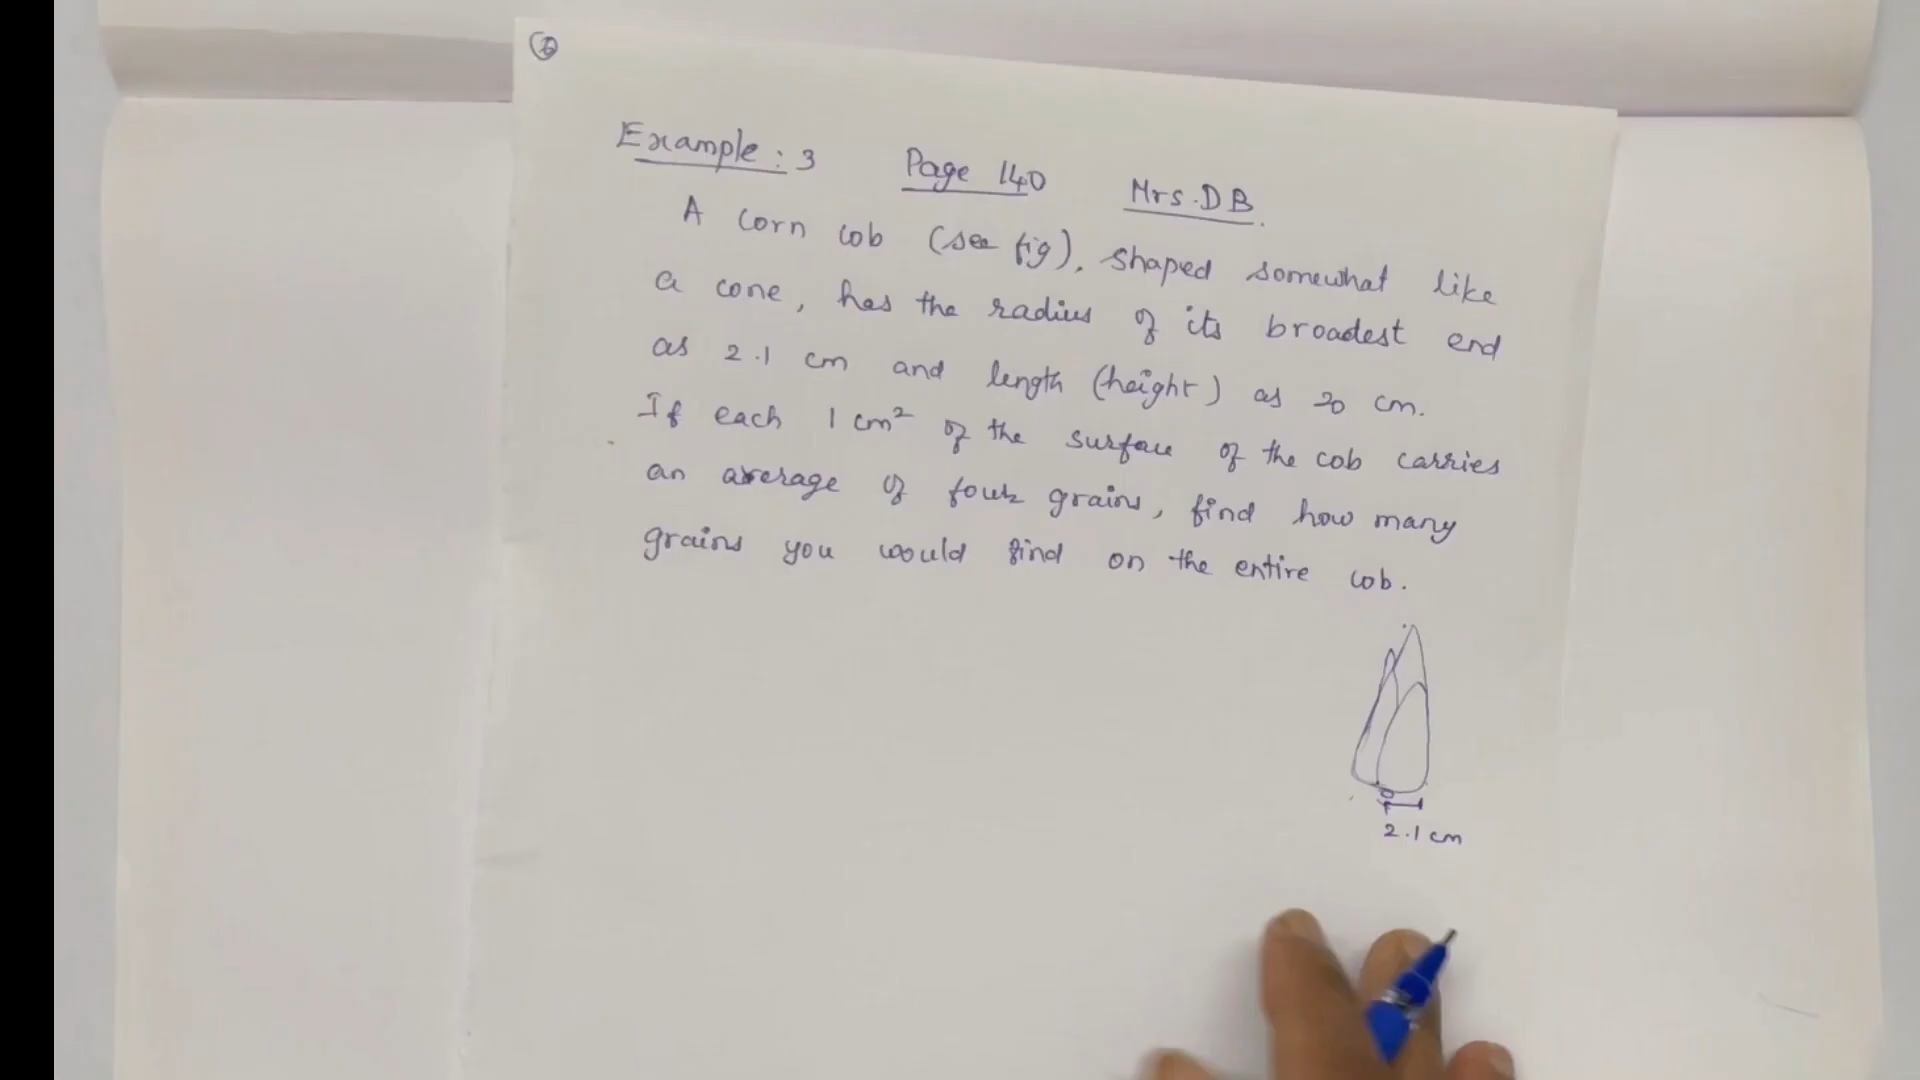 Example : 3 Page 140 Mrs. DB.
A corn cob (see fig), shaped somewhat like
a cone, has the radius of its broadest end
as 2.1 cm and length (height) as 20 cm.
If each 1 cm² of the surface of the cob carries
an average of four grains, find how many
grains you would find on the entire cob.
2.1 cm